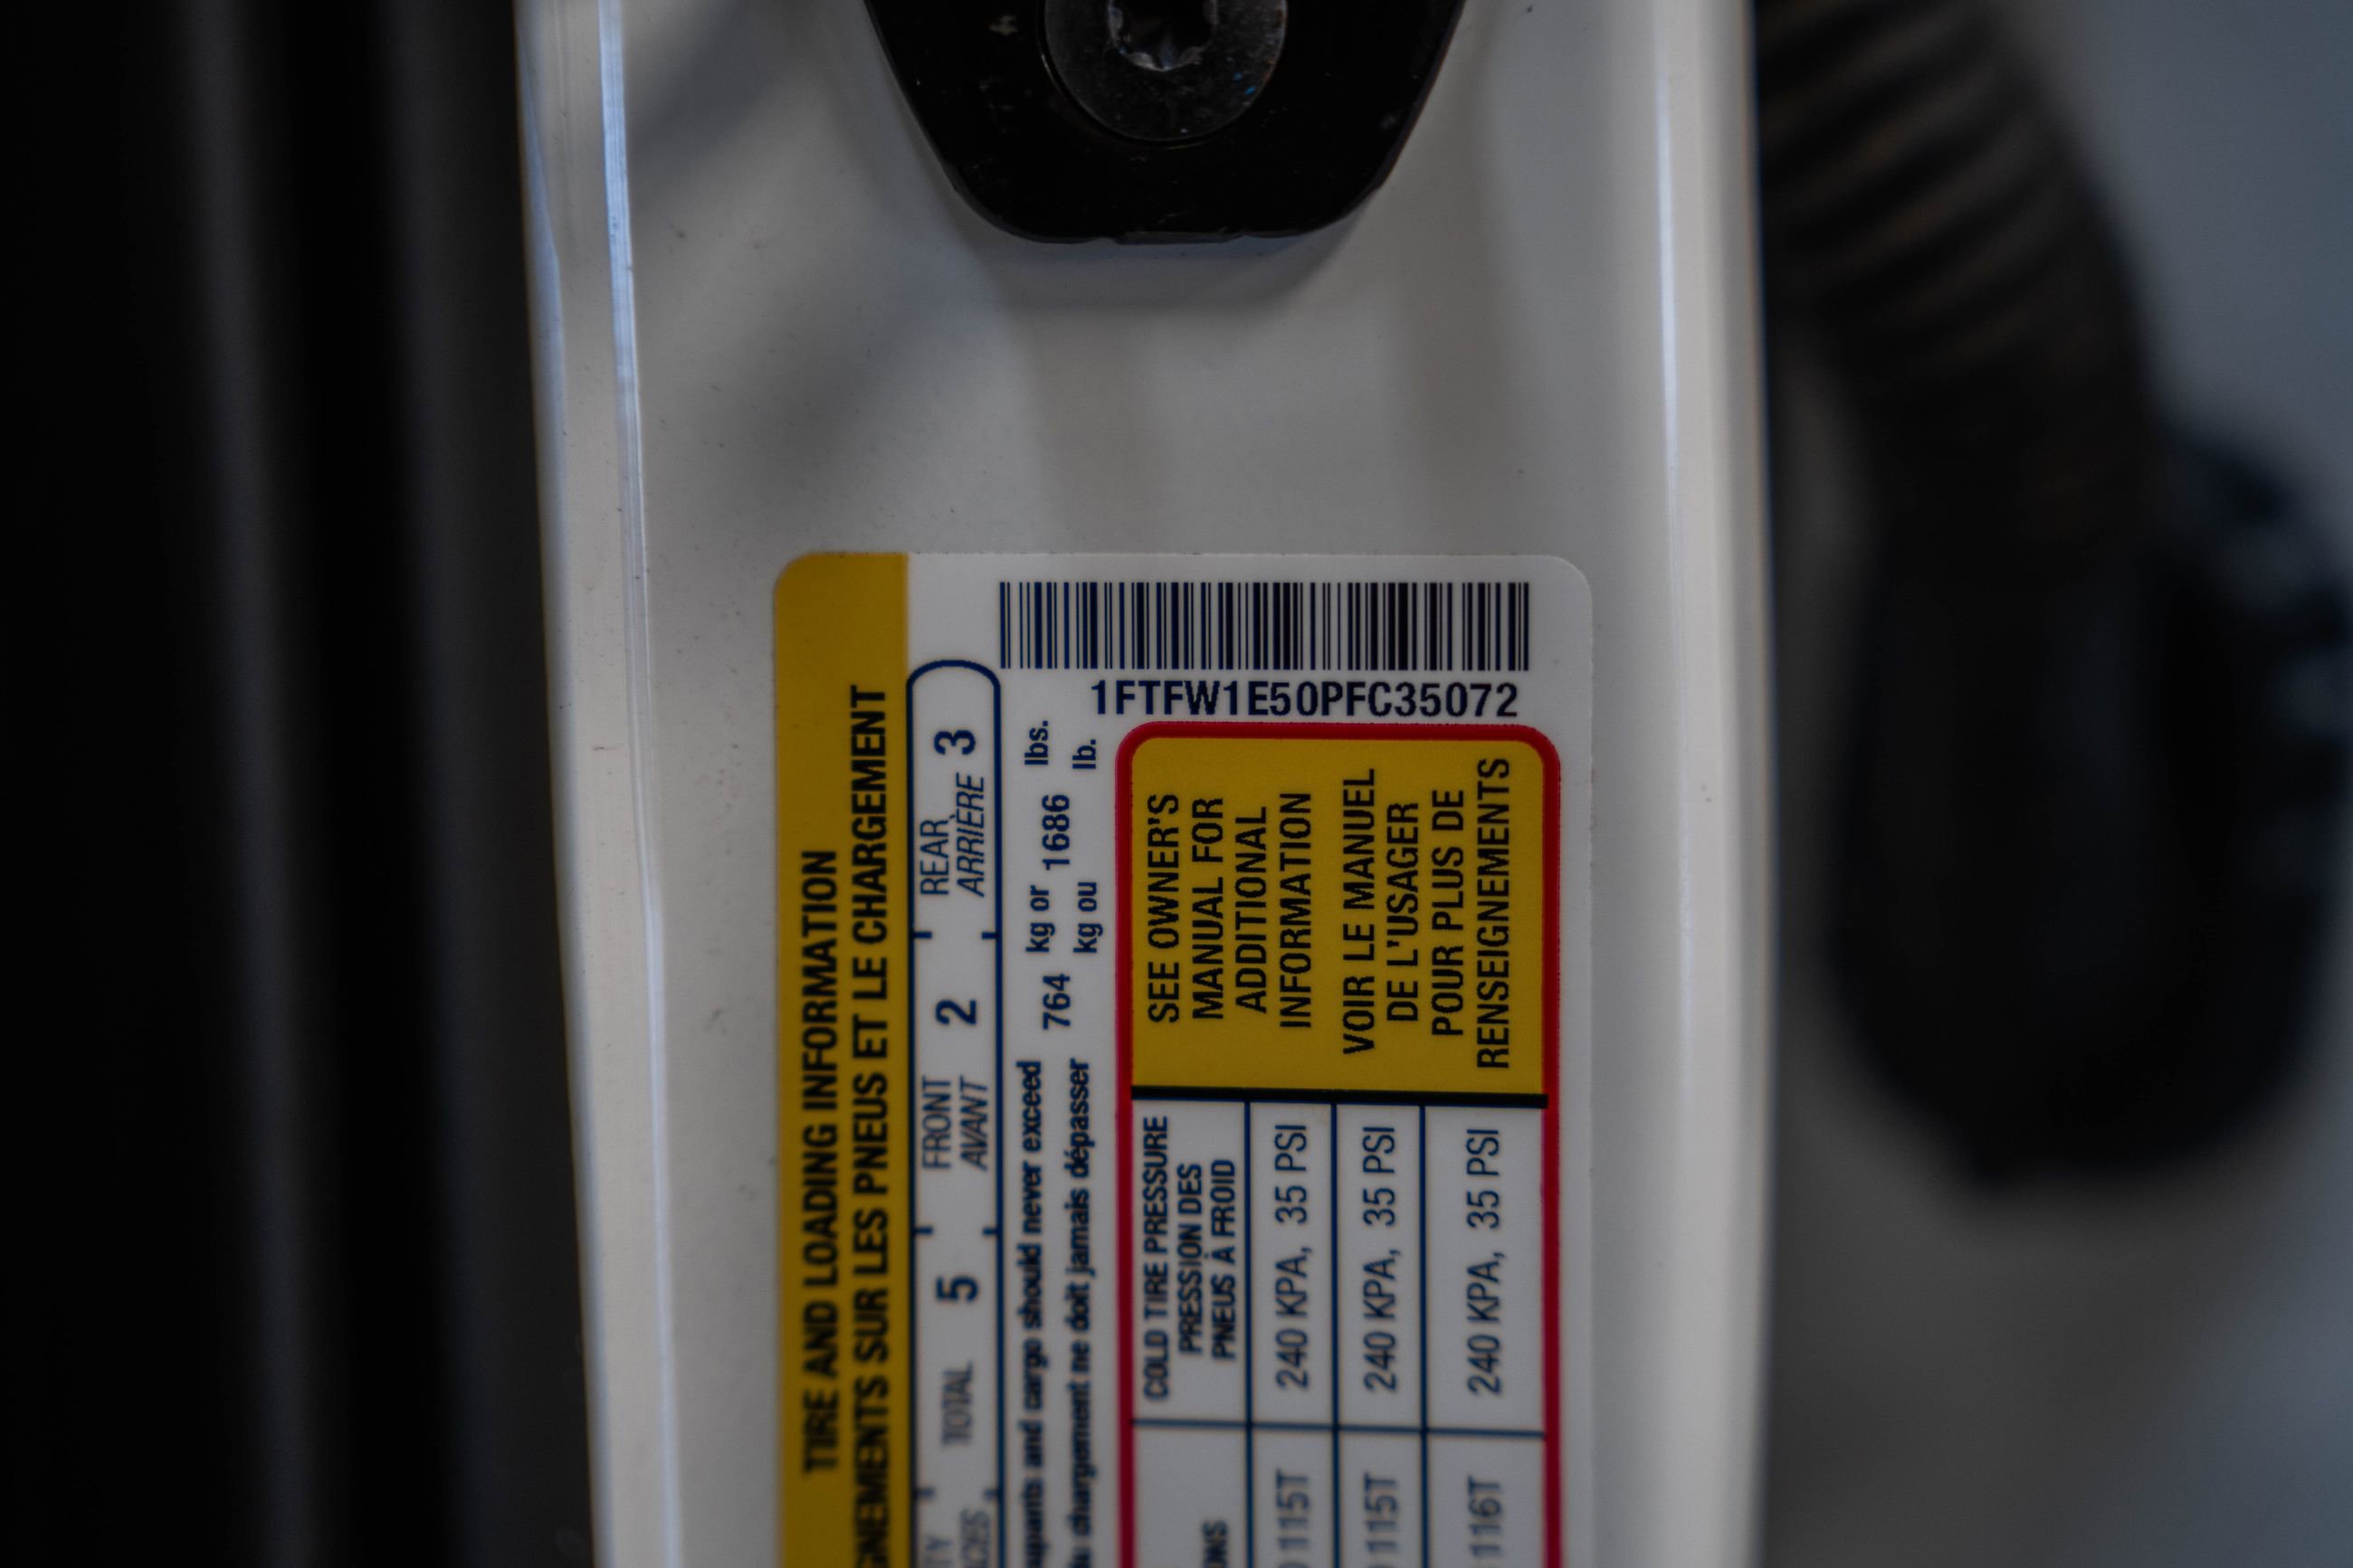 1FTFW1E50PFC35072
TIRE AND LOADING INFORMATION
SUR LES PNEUS ET LE CHARGEMENT
TOTAL 5 FRONT 2 REAR 3
AVANT ARRIÈRE
and cargo should never exceed 764 kg or 1686 lbs.
chargement ne doit jamais dépasser kg ou lb.
COLD TIRE PRESSURE
PRESSION DES
PNEUS À FROID
115T 240 KPA, 35 PSI
115T 240 KPA, 35 PSI
116T 240 KPA, 35 PSI
SEE OWNER'S
MANUAL FOR
ADDITIONAL
INFORMATION
VOIR LE MANUEL
DE L'USAGER
POUR PLUS DE
RENSEIGNEMENTS